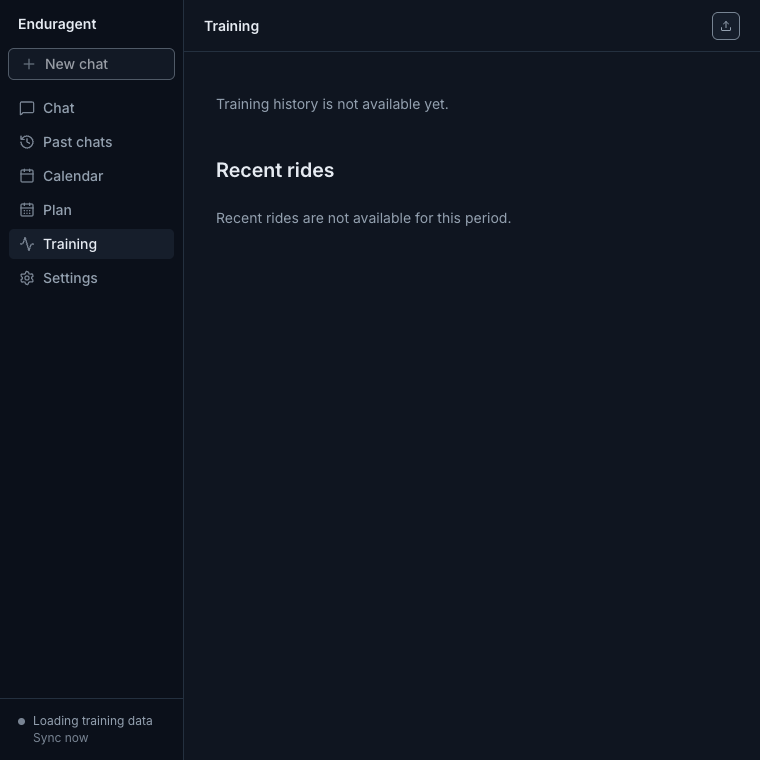 Enduragent
New chat
Chat
Past chats
Calendar
Plan
Training
Settings
Loading training data
Sync now
Training
Training history is not available yet.
Recent rides
Recent rides are not available for this period.